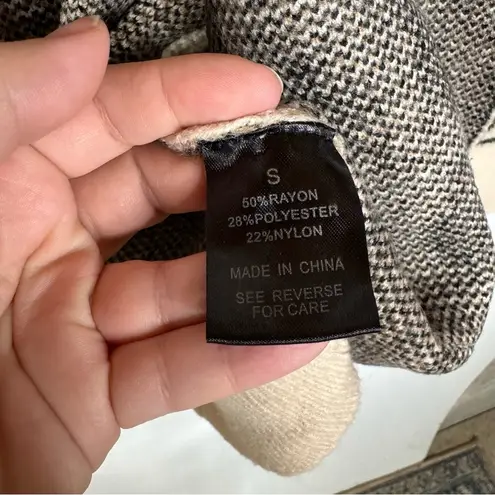 S
50%RAYON
28%POLYESTER
22%NYLON
MADE IN CHINA
SEE REVERSE
FOR CARE